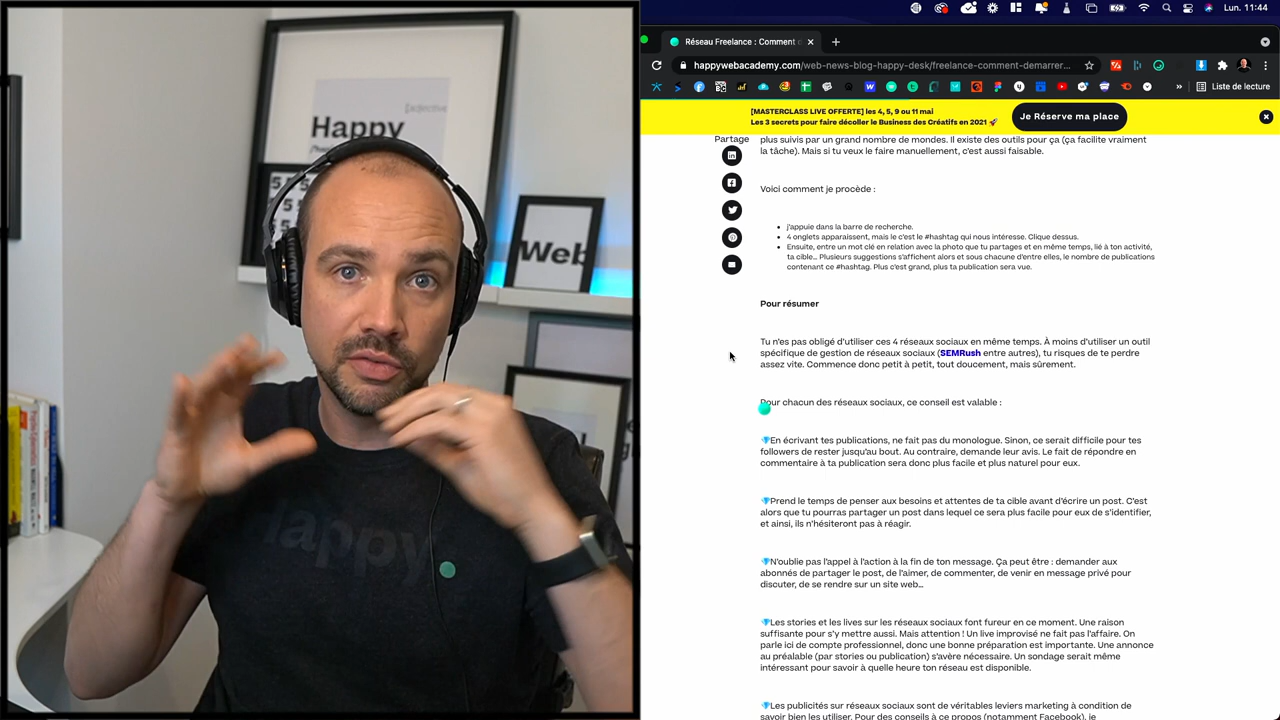 Lun. 11:44
Réseau Freelance : Comment c
happywebacademy.com/web-news-blog-happy-desk/freelance-comment-demarrer...
Liste de lecture
[MASTERCLASS LIVE OFFERTE] les 4, 5, 9 ou 11 mai
Les 3 secrets pour faire décoller le Business des Créatifs en 2021 🚀
Je Réserve ma place
Partage
plus suivis par un grand nombre de mondes. Il existe des outils pour ça (ça facilite vraiment
la tâche). Mais si tu veux le faire manuellement, c'est aussi faisable.
Voici comment je procède :
j'appuie dans la barre de recherche.
4 onglets apparaissent, mais le c'est le #hashtag qui nous intéresse. Clique dessus.
Ensuite, entre un mot clé en relation avec la photo que tu partages et en même temps, lié à ton activité,
ta cible... Plusieurs suggestions s'affichent alors et sous chacune d'entre elles, le nombre de publications
contenant ce #hashtag. Plus c'est grand, plus ta publication sera vue.
Pour résumer
Tu n'es pas obligé d'utiliser ces 4 réseaux sociaux en même temps. À moins d'utiliser un outil
spécifique de gestion de réseaux sociaux (SEMRush entre autres), tu risques de te perdre
assez vite. Commence donc petit à petit, tout doucement, mais sûrement.
Pour chacun des réseaux sociaux, ce conseil est valable :
💎En écrivant tes publications, ne fait pas du monologue. Sinon, ce serait difficile pour tes
followers de rester jusqu'au bout. Au contraire, demande leur avis. Le fait de répondre en
commentaire à ta publication sera donc plus facile et plus naturel pour eux.
💎Prend le temps de penser aux besoins et attentes de ta cible avant d'écrire un post. C'est
alors que tu pourras partager un post dans lequel ce sera plus facile pour eux de s'identifier,
et ainsi, ils n'hésiteront pas à réagir.
💎N'oublie pas l'appel à l'action à la fin de ton message. Ça peut être : demander aux
abonnés de partager le post, de l'aimer, de commenter, de venir en message privé pour
discuter, de se rendre sur un site web...
💎Les stories et les lives sur les réseaux sociaux font fureur en ce moment. Une raison
suffisante pour s'y mettre aussi. Mais attention ! Un live improvisé ne fait pas l'affaire. On
parle ici de compte professionnel, donc une bonne préparation est importante. Une annonce
au préalable (par stories ou publication) s'avère nécessaire. Un sondage serait même
intéressant pour savoir à quelle heure ton réseau est disponible.
💎Les publicités sur réseaux sociaux sont de véritables leviers marketing à condition de
savoir bien les utiliser. Pour des conseils à ce propos (notamment Facebook), je
Happy
Web
happy